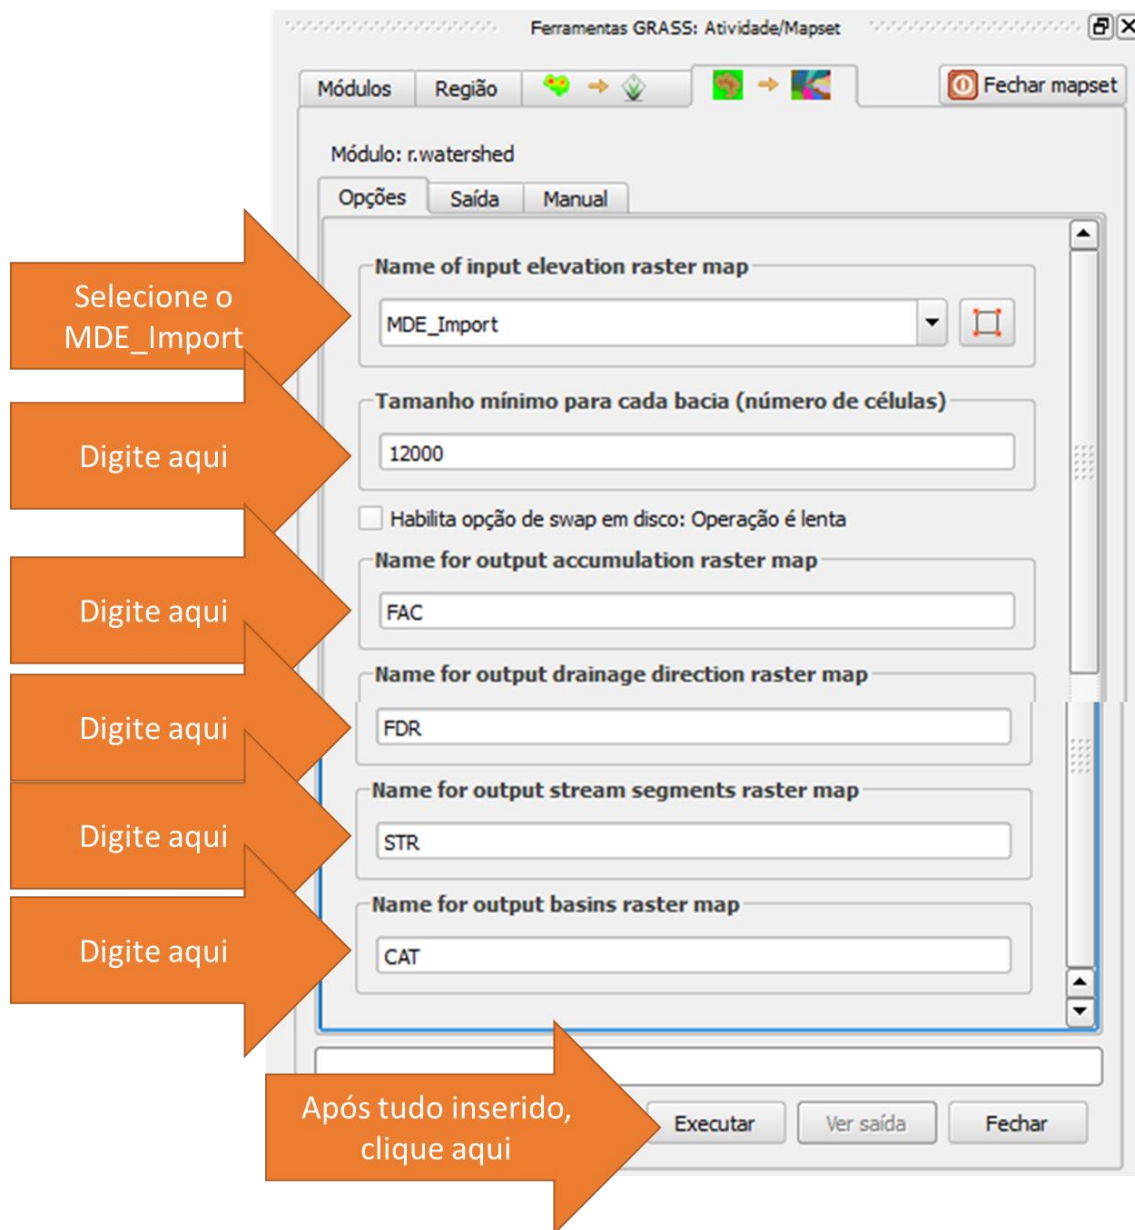 Ferramentas GRASS: Atividade/Mapset
Módulos
Região
Fechar mapset
Módulo: r.watershed
Opções
Saída
Manual
Name of input elevation raster map
Selecione o
MDE_Import
MDE_Import
Tamanho mínimo para cada bacia (número de células)
Digite aqui
12000
Habilita opção de swap em disco: Operação é lenta
Name for output accumulation raster map
Digite aqui
FAC
Name for output drainage direction raster map
Digite aqui
FDR
Name for output stream segments raster map
Digite aqui
STR
Name for output basins raster map
Digite aqui
CAT
Após tudo inserido,
clique aqui
Executar
Ver saída
Fechar